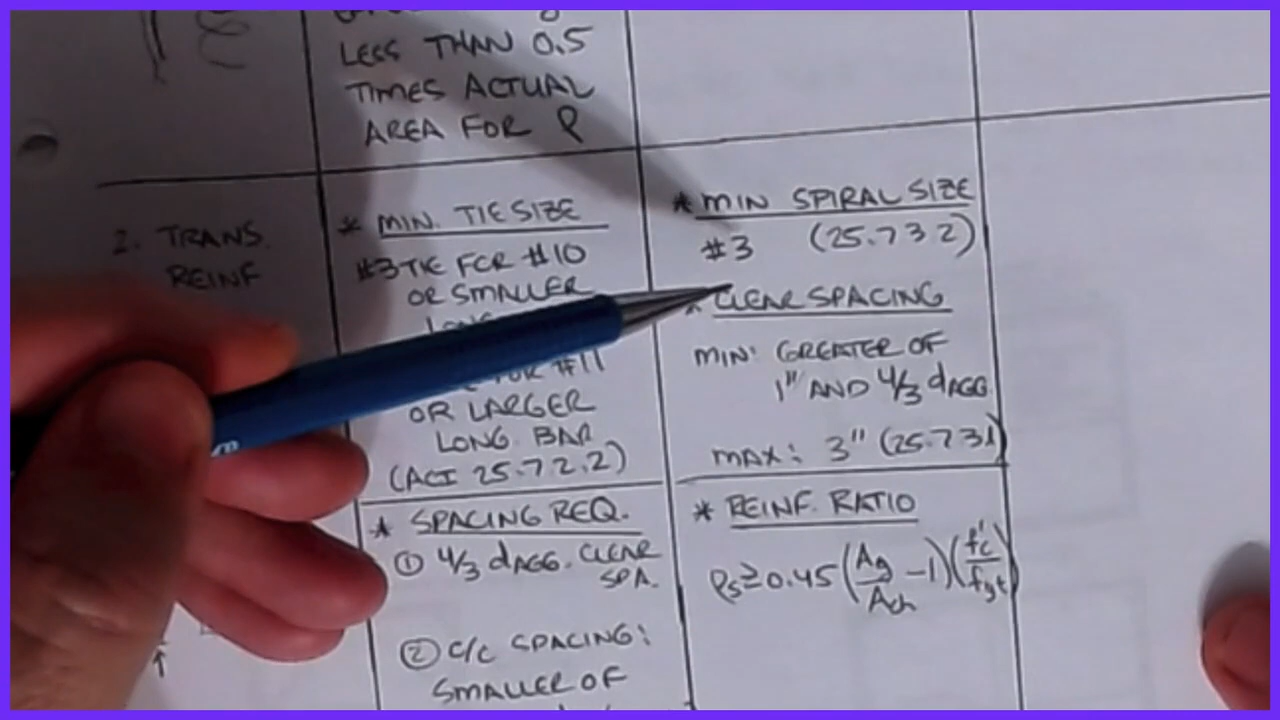 LESS THAN 0.5
TIMES ACTUAL
AREA FOR ρ
2. TRANS.
REINF
* MIN. TIE SIZE
#3 TIE FOR #10
OR SMALLER
LONG
FOR #11
OR LARGER
LONG. BAR
(ACI 25.7.2.2)
* SPACING REQ.
① 4/3 dAGG. CLEAR
SPA.
② C/C SPACING:
SMALLER OF
* MIN SPIRAL SIZE
#3 (25.7.3.2)
* CLEAR SPACING
MIN: GREATER OF
1" AND 4/3 dAGG
MAX: 3" (25.7.3.1)
* REINF. RATIO
ρs ≥ 0.45 (Ag/Ach - 1)(f'c/fyt)